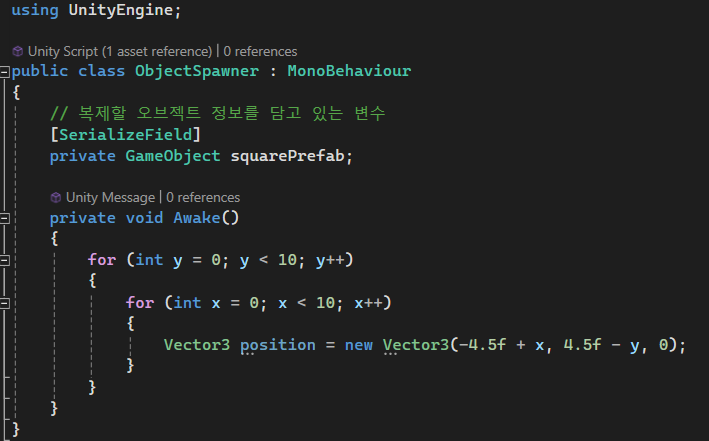 using UnityEngine;
Unity Script (1 asset reference) | 0 references
public class ObjectSpawner : MonoBehaviour
{
// 복제할 오브젝트 정보를 담고 있는 변수
[SerializeField]
private GameObject squarePrefab;
Unity Message | 0 references
private void Awake()
{
for (int y = 0; y < 10; y++)
{
for (int x = 0; x < 10; x++)
{
Vector3 position = new Vector3(-4.5f + x, 4.5f - y, 0);
}
}
}
}